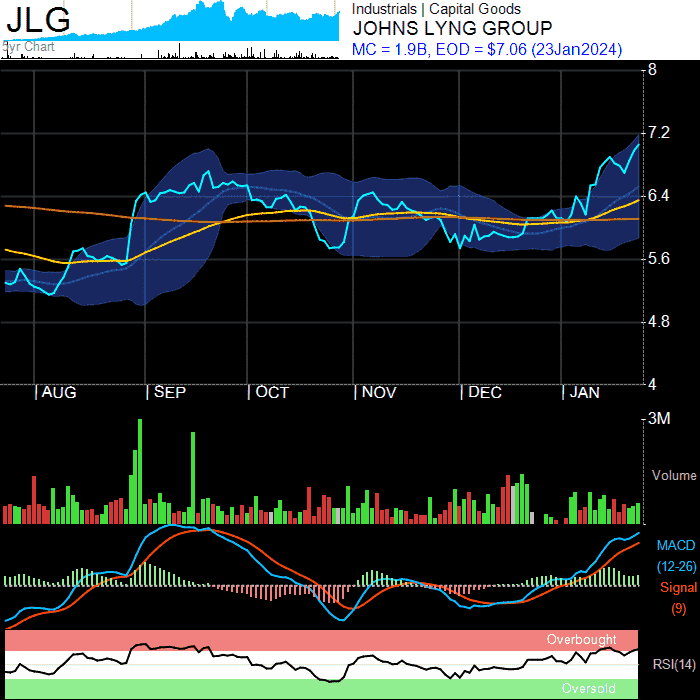 JLG
5yr Chart
Industrials | Capital Goods
JOHNS LYNG GROUP
MC = 1.9B, EOD = $7.06 (23Jan2024)
8
7.2
6.4
5.6
4.8
4
| AUG | SEP | OCT | NOV | DEC | JAN
3M
Volume
MACD
(12-26)
Signal
(9)
Overbought
RSI(14)
Oversold